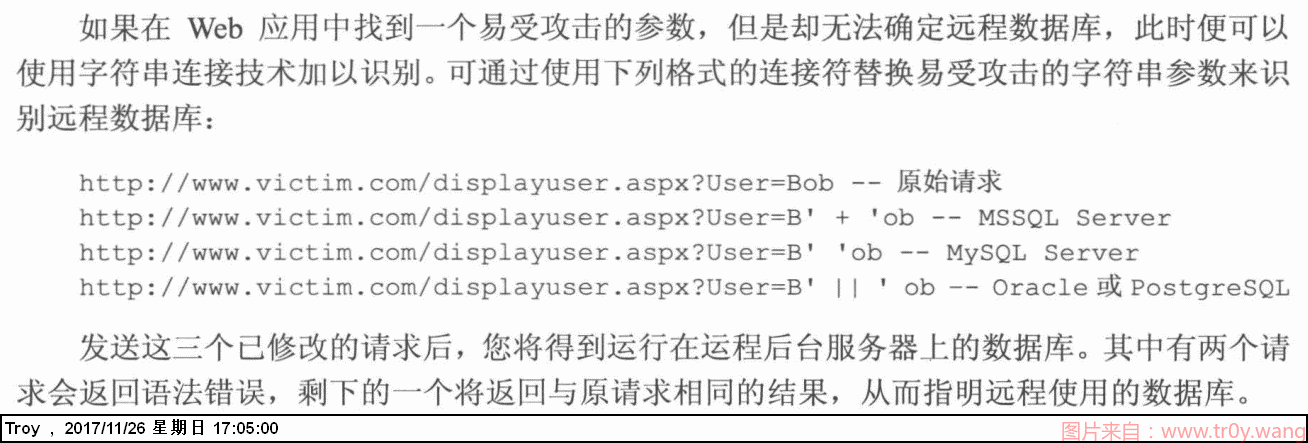 如果在 Web 应用中找到一个易受攻击的参数，但是却无法确定远程数据库，此时便可以
使用字符串连接技术加以识别。可通过使用下列格式的连接符替换易受攻击的字符串参数来识
别远程数据库：
http://www.victim.com/displayuser.aspx?User=Bob -- 原始请求
http://www.victim.com/displayuser.aspx?User=B' + 'ob -- MSSQL Server
http://www.victim.com/displayuser.aspx?User=B' 'ob -- MySQL Server
http://www.victim.com/displayuser.aspx?User=B' || ' ob -- Oracle 或 PostgreSQL
发送这三个已修改的请求后，您将得到运行在运程后台服务器上的数据库。其中有两个请
求会返回语法错误，剩下的一个将返回与原请求相同的结果，从而指明远程使用的数据库。
Troy , 2017/11/26 星期日 17:05:00
图片来自：www.tr0y.wang